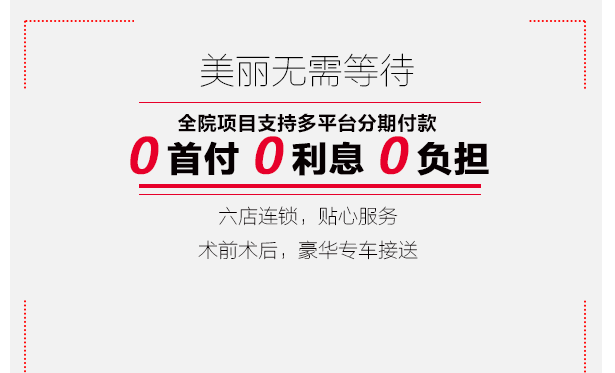 美丽无需等待
全院项目支持多平台分期付款
0首付 0利息 0负担
六店连锁，贴心服务
术前术后，豪华专车接送